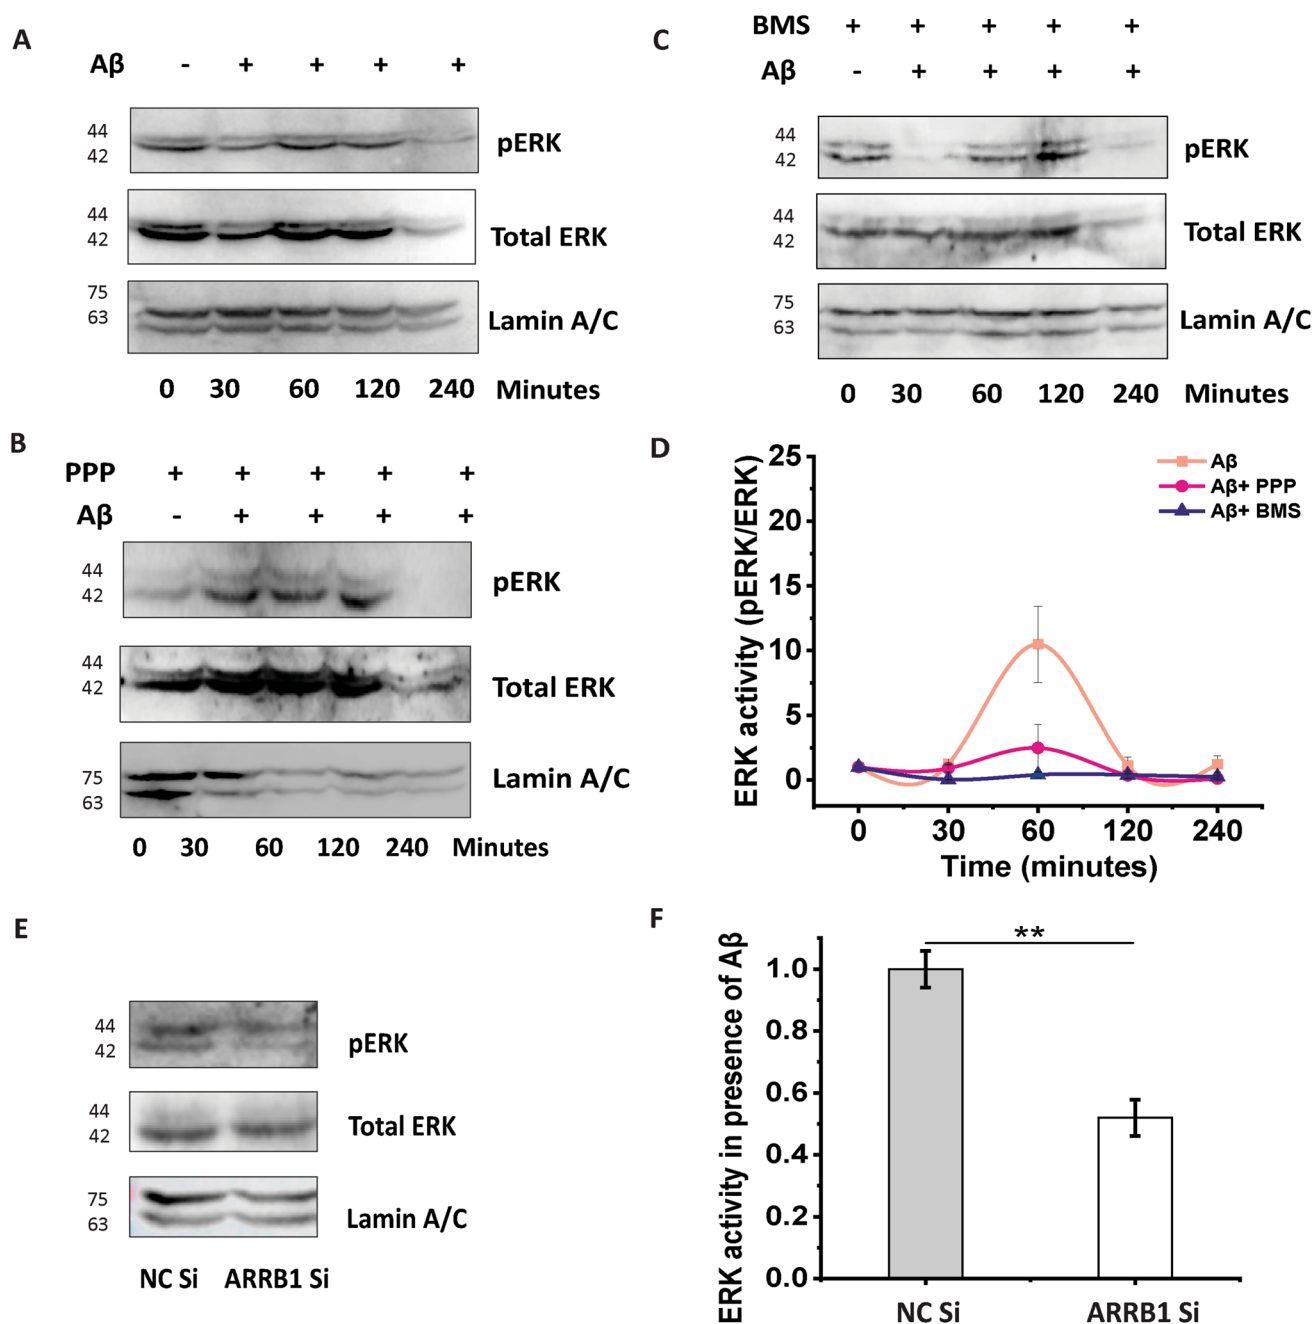 A
Aβ - + + + +
44
42
pERK
44
42
Total ERK
75
63
Lamin A/C
0 30 60 120 240 Minutes
B
PPP + + + + +
Aβ - + + + +
44
42
pERK
44
42
Total ERK
75
63
Lamin A/C
0 30 60 120 240 Minutes
C
BMS + + + + +
Aβ - + + + +
44
42
pERK
44
42
Total ERK
75
63
Lamin A/C
0 30 60 120 240 Minutes
D
ERK activity (pERK/ERK)
25
20
15
10
5
0
Aβ
Aβ+ PPP
Aβ+ BMS
0 30 60 120 240
Time (minutes)
E
44
42
pERK
44
42
Total ERK
75
63
Lamin A/C
NC Si ARRB1 Si
F
ERK activity in presence of Aβ
**
1.0
0.8
0.6
0.4
0.2
0.0
NC Si ARRB1 Si